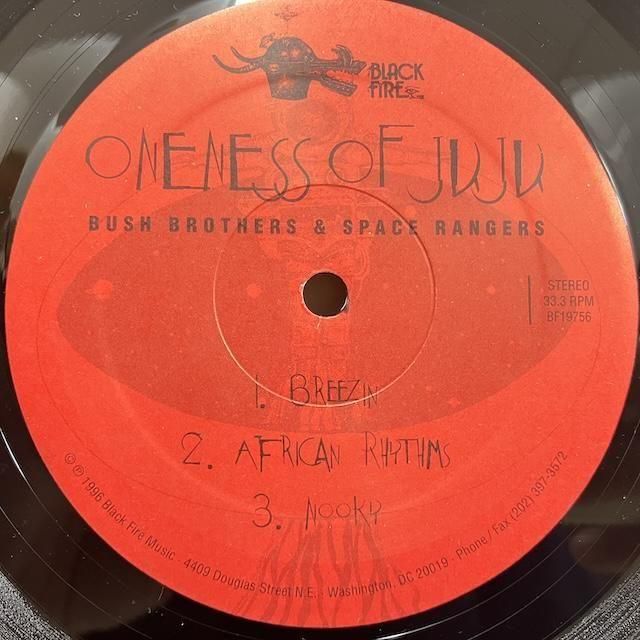 BLACK
FIRE
ONENESS OF JUJU
BUSH BROTHERS & SPACE RANGERS
STEREO
33.3 RPM
BF19756
1. BREEZIN'
2. AFRICAN RHYTHMS
3. NOOKY
© ℗ 1996 Black Fire Music - 4409 Douglas Street N.E. - Washington, DC 20019 - Phone / Fax (202) 397-3572